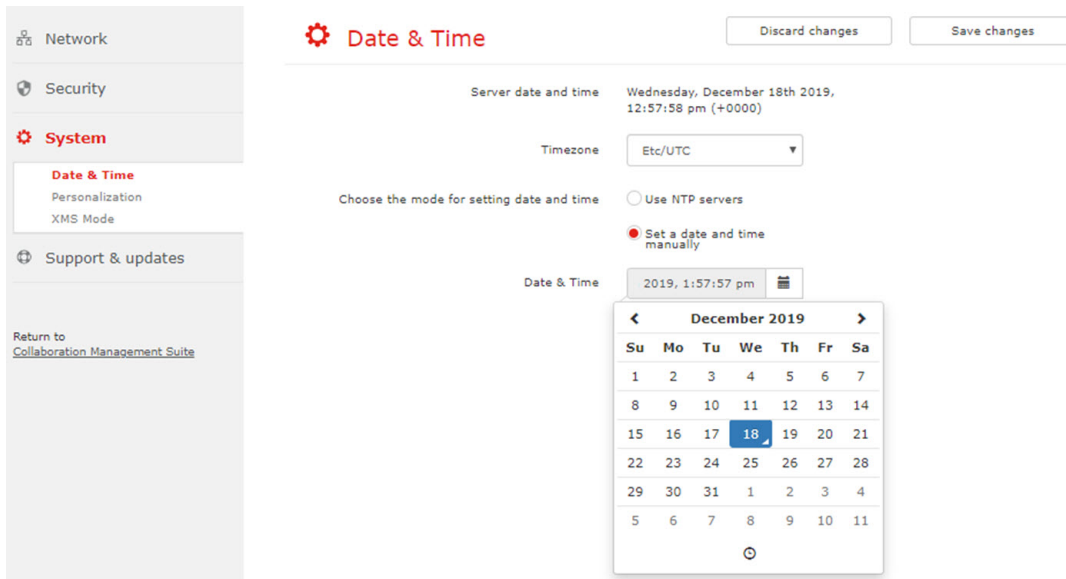 Network
Security
System
Date & Time
Personalization
XMS Mode
Support & updates
Return to
Collaboration Management Suite
Date & Time
Discard changes
Save changes
Server date and time
Wednesday, December 18th 2019,
12:57:58 pm (+0000)
Timezone
Etc/UTC
Choose the mode for setting date and time
Use NTP servers
Set a date and time
manually
Date & Time
2019, 1:57:57 pm
December 2019
Su Mo Tu We Th Fr Sa
1 2 3 4 5 6 7
8 9 10 11 12 13 14
15 16 17 18 19 20 21
22 23 24 25 26 27 28
29 30 31 1 2 3 4
5 6 7 8 9 10 11